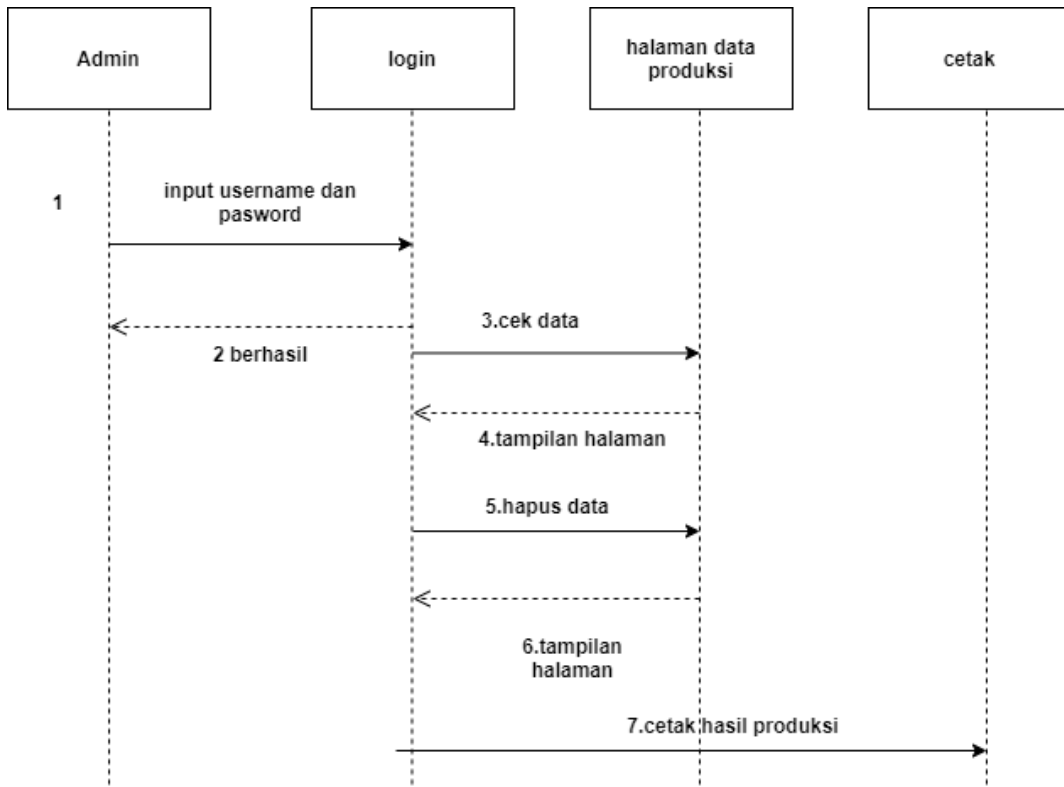 Admin
login
halaman data
produksi
cetak
1
input username dan
pasword
2 berhasil
3.cek data
4.tampilan halaman
5.hapus data
6.tampilan
halaman
7.cetak hasil produksi